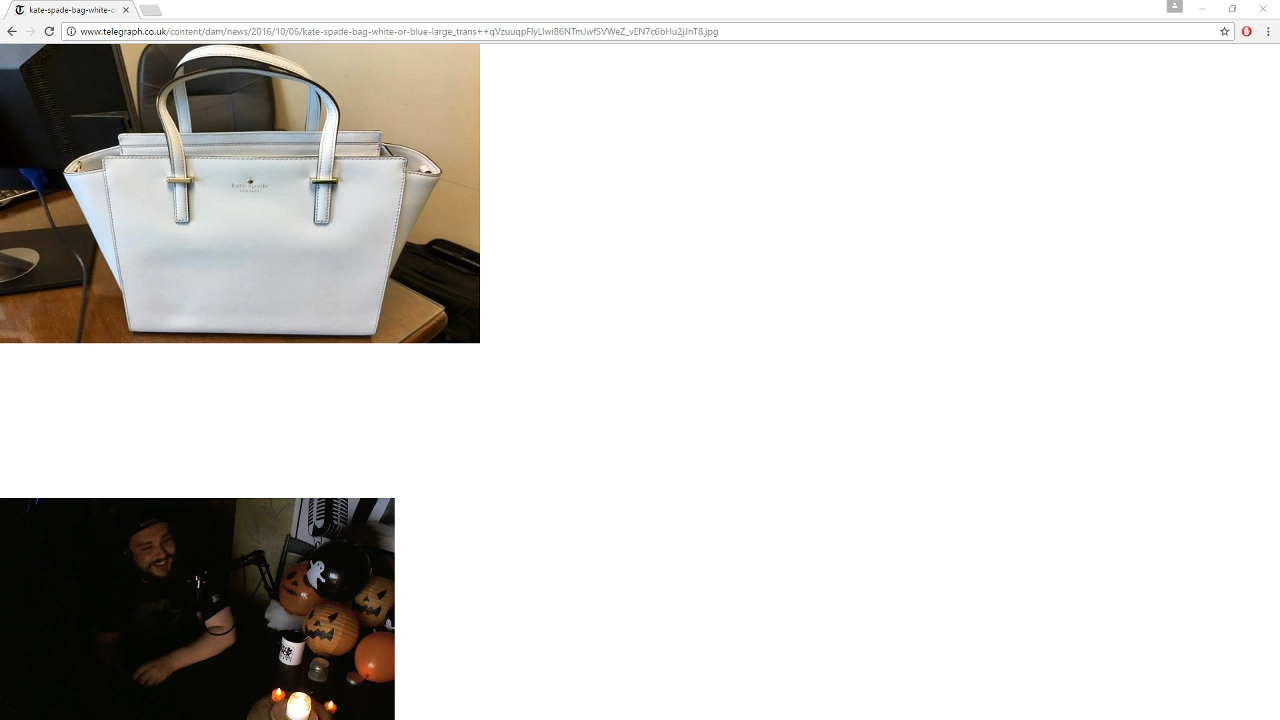 kate-spade-bag-white-o
www.telegraph.co.uk/content/dam/news/2016/10/06/kate-spade-bag-white-or-blue-large_trans++qVzuuqpFlyLIwiB6NTmJwfSVWeZ_vEN7c6bHu2jJnT8.jpg
kate spade